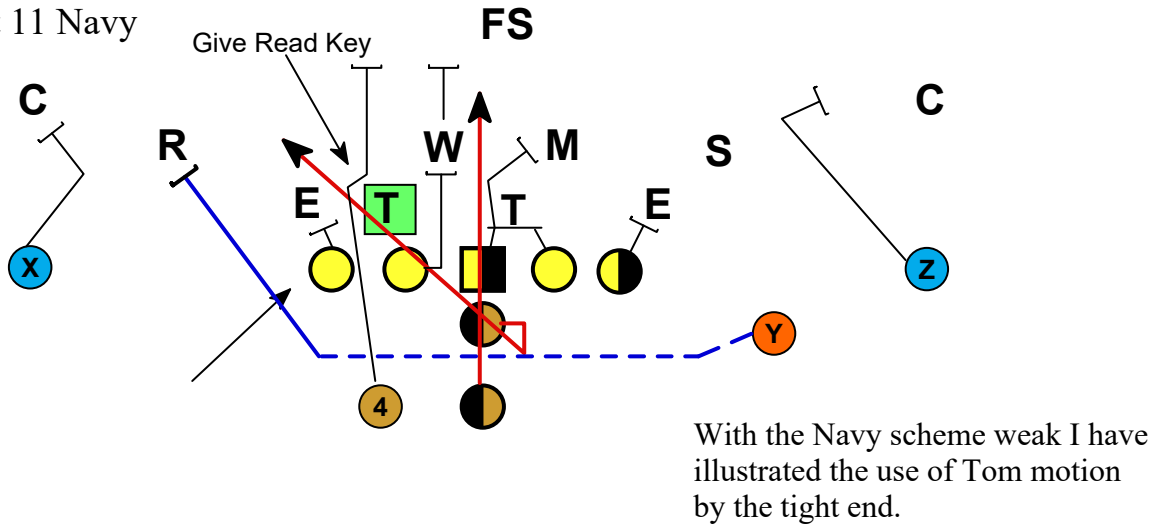 11 Navy
FS
Give Read Key
C
C
R
W
M
S
E
T
T
E
X
Z
Y
4
With the Navy scheme weak I have
illustrated the use of Tom motion
by the tight end.